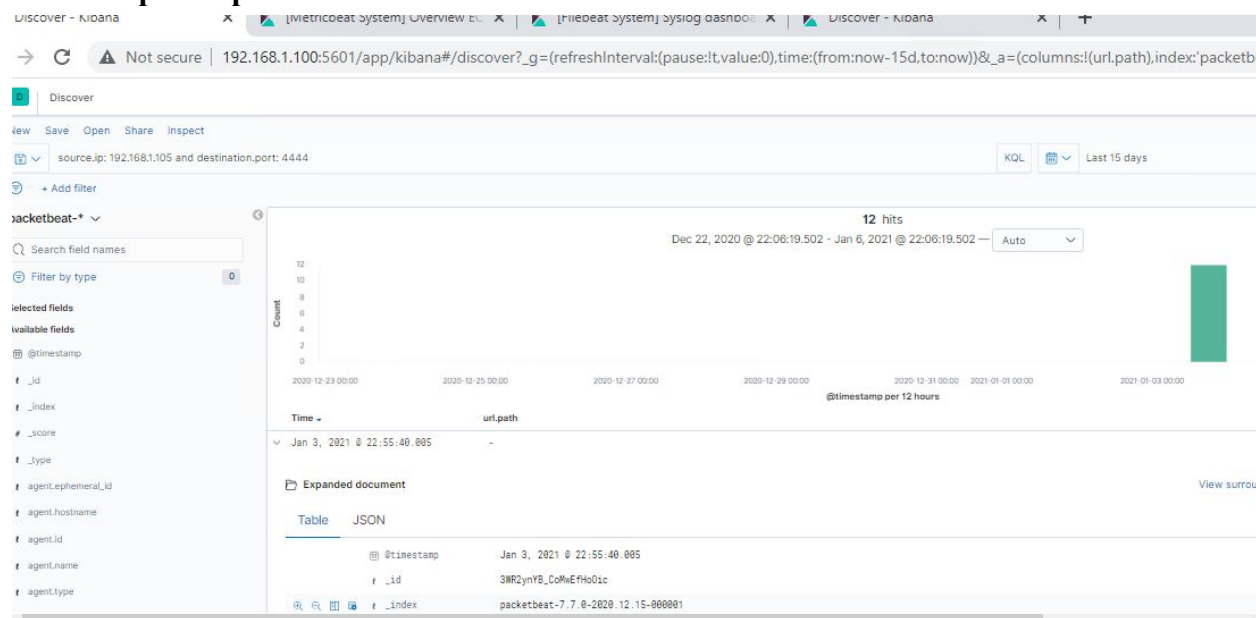 Discover - Kibana X [Metricbeat System] Overview EC X [Filebeat System] Syslog dashboa X Discover - Kibana X +
Not secure | 192.168.1.100:5601/app/kibana#/discover?_g=(refreshInterval:(pause:!t,value:0),time:(from:now-15d,to:now))&_a=(columns:!(url.path),index:'packetb
D Discover
New Save Open Share Inspect
source.ip: 192.168.1.105 and destination.port: 4444 KQL Last 15 days
+ Add filter
packetbeat-*
12 hits
Search field names
Dec 22, 2020 @ 22:06:19.502 - Jan 6, 2021 @ 22:06:19.502 — Auto
Filter by type 0
Selected fields
Available fields
@timestamp
t _id
t _index
# _score
t _type
t agent.ephemeral_id
t agent.hostname
t agent.id
t agent.name
t agent.type
Count
12
10
8
6
4
2
0
2020-12-23 00:00 2020-12-25 00:00 2020-12-27 00:00 2020-12-29 00:00 2020-12-31 00:00 2021-01-01 00:00 2021-01-03 00:00
@timestamp per 12 hours
Time url.path
Jan 3, 2021 @ 22:55:40.005 -
Expanded document View surrou
Table JSON
@timestamp Jan 3, 2021 @ 22:55:40.005
t _id 3WR2ynYB_CoMwEfHoOic
t _index packetbeat-7.7.0-2020.12.15-000001